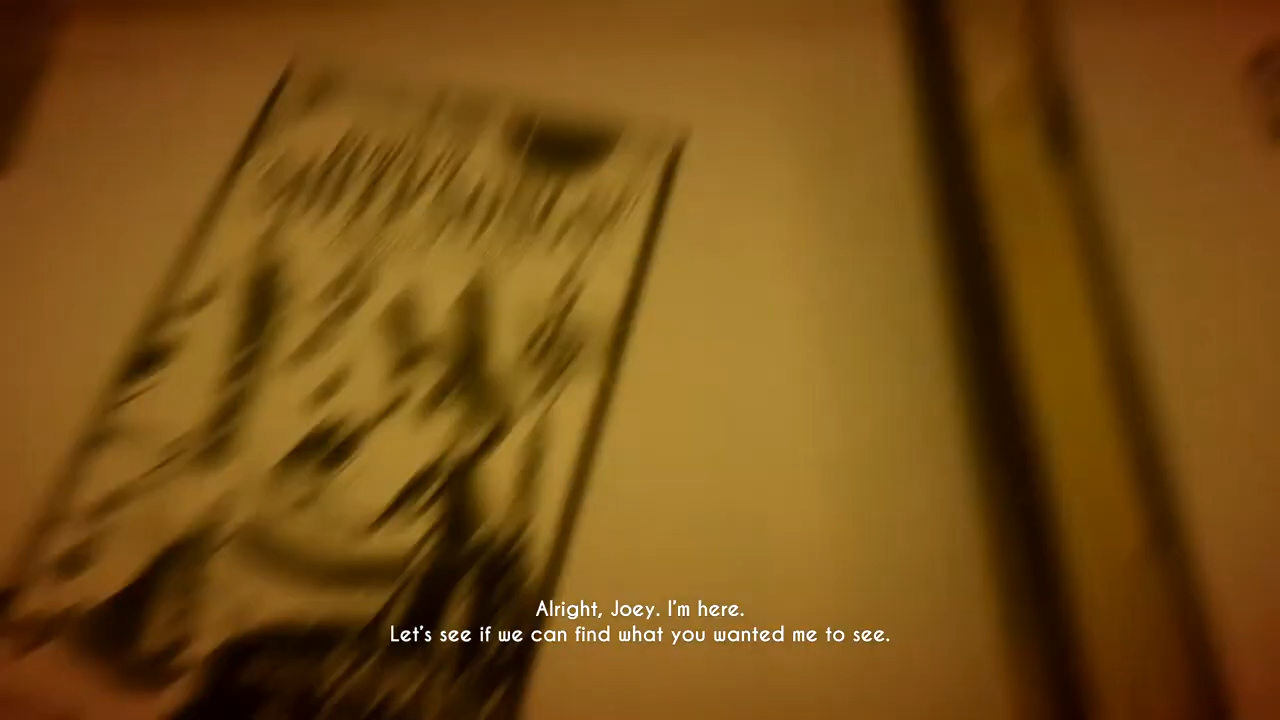 Alright, Joey. I'm here.
Let's see if we can find what you wanted me to see.